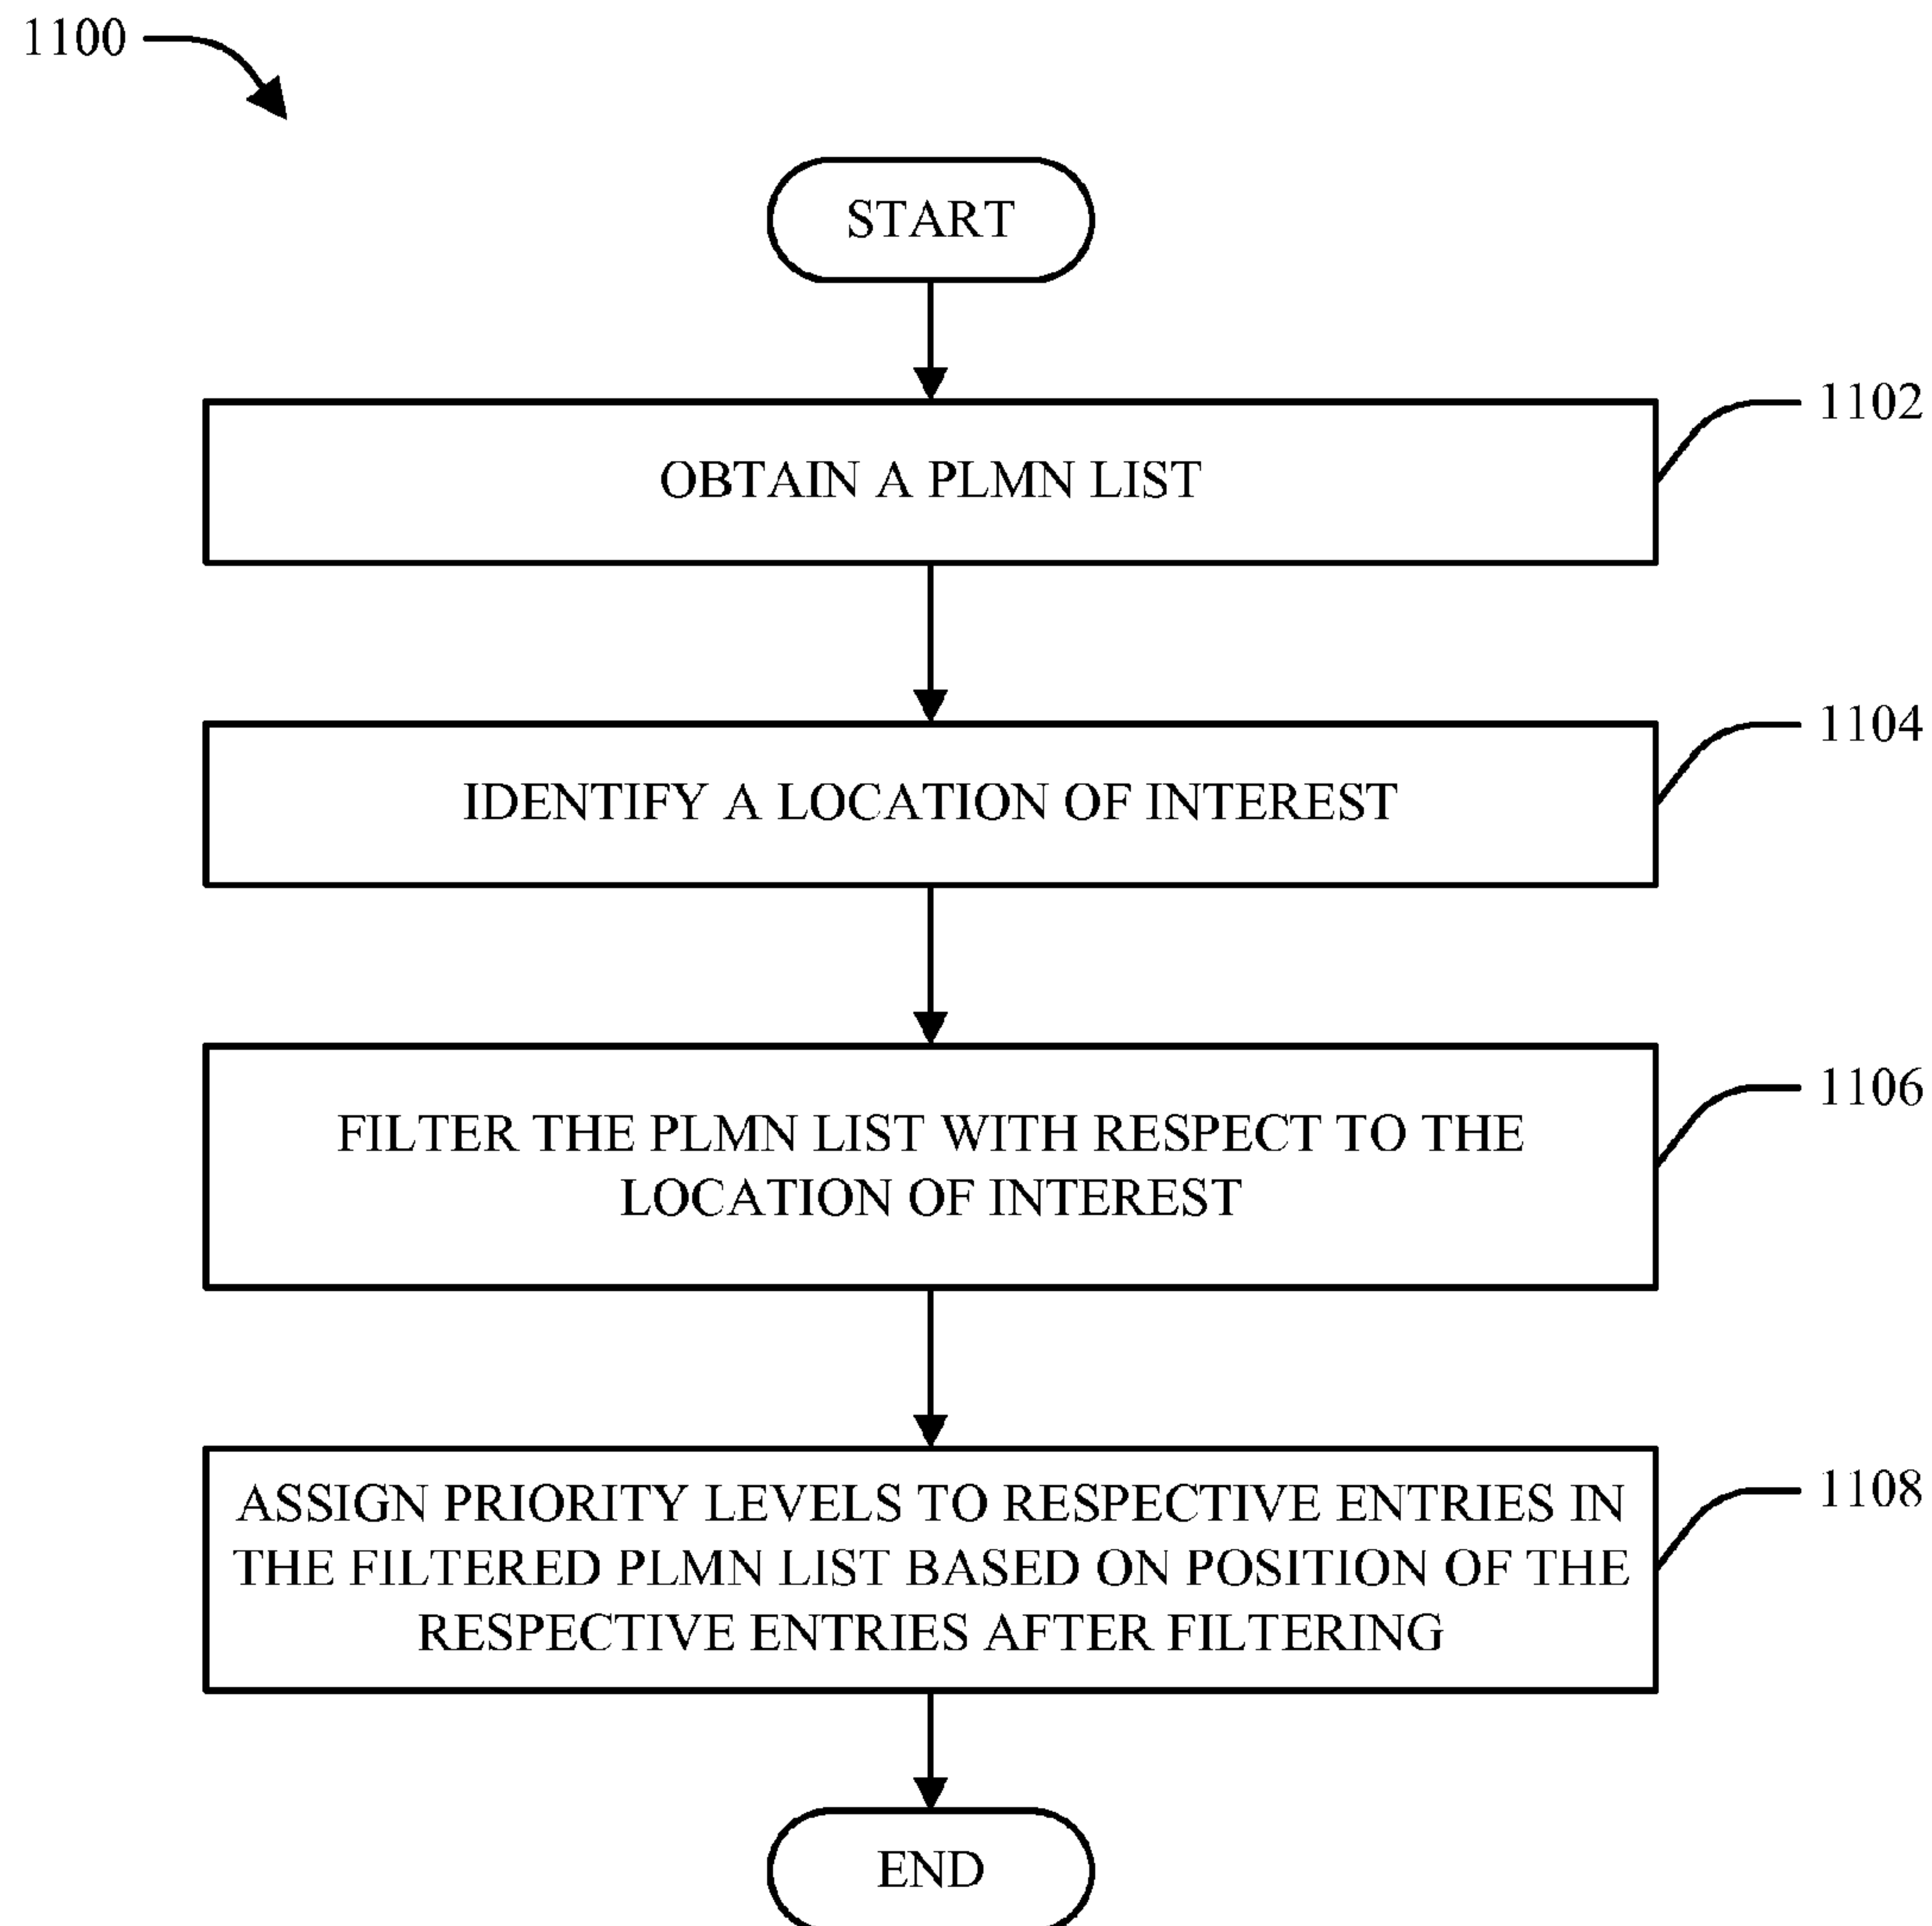 1100
START
1102
OBTAIN A PLMN LIST
1104
IDENTIFY A LOCATION OF INTEREST
1106
FILTER THE PLMN LIST WITH RESPECT TO THE
LOCATION OF INTEREST
1108
ASSIGN PRIORITY LEVELS TO RESPECTIVE ENTRIES IN
THE FILTERED PLMN LIST BASED ON POSITION OF THE
RESPECTIVE ENTRIES AFTER FILTERING
END